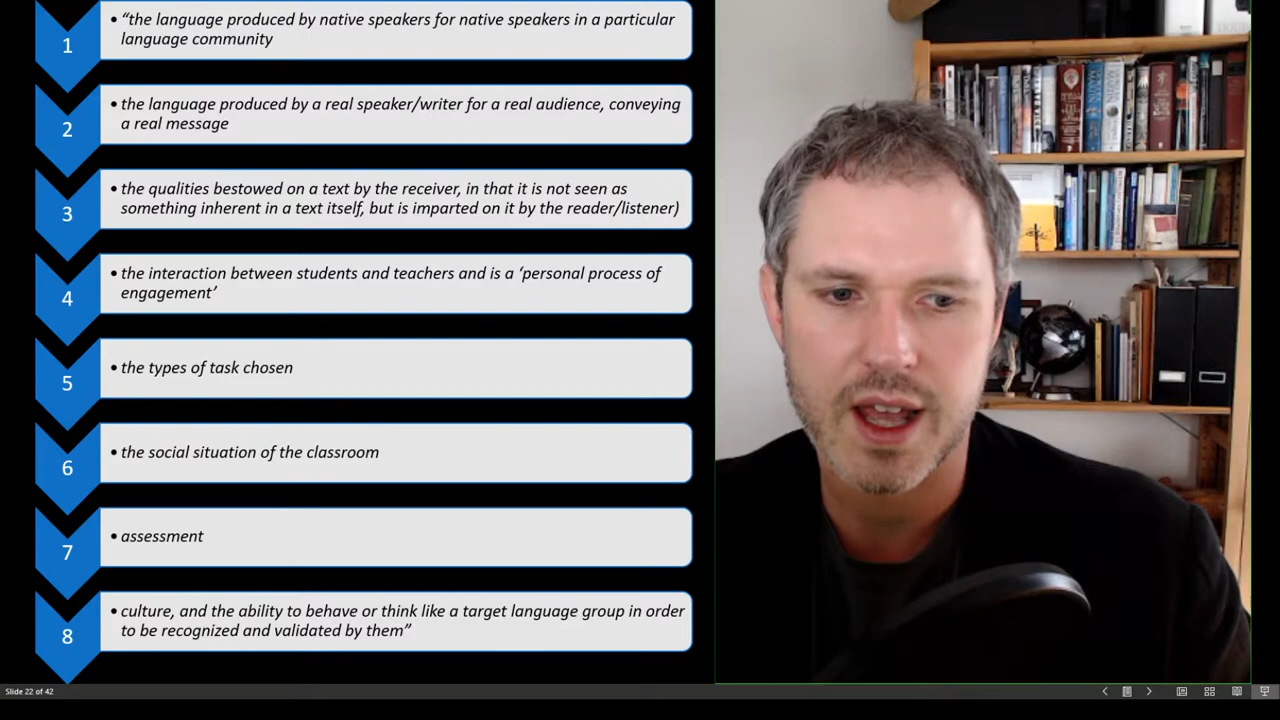 1
• “the language produced by native speakers for native speakers in a particular
language community
2
• the language produced by a real speaker/writer for a real audience, conveying
a real message
3
• the qualities bestowed on a text by the receiver, in that it is not seen as
something inherent in a text itself, but is imparted on it by the reader/listener)
4
• the interaction between students and teachers and is a ‘personal process of
engagement’
5
• the types of task chosen
6
• the social situation of the classroom
7
• assessment
8
• culture, and the ability to behave or think like a target language group in order
to be recognized and validated by them”
Slide 22 of 42